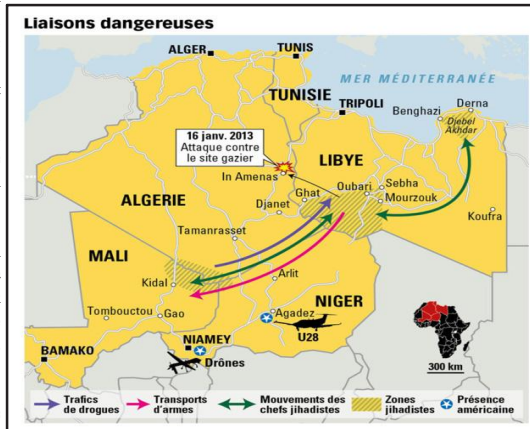 Liaisons dangereuses
ALGER
TUNIS
MER MÉDITERRANÉE
TUNISIE
TRIPOLI
Benghazi
Derna
Djebel
Akhdar
16 janv. 2013
Attaque contre
le site gazier
In Amenas
LIBYE
Ghat
Oubari
Sebha
Mourzouk
Koufra
ALGERIE
Djanet
Tamanrasset
MALI
Kidal
Arlit
NIGER
Tombouctou
Gao
Agadez
U28
BAMAKO
NIAMEY
Drônes
300 km
Trafics
de drogues
Transports
d'armes
Mouvements des
chefs jihadistes
Zones
jihadistes
Présence
américaine